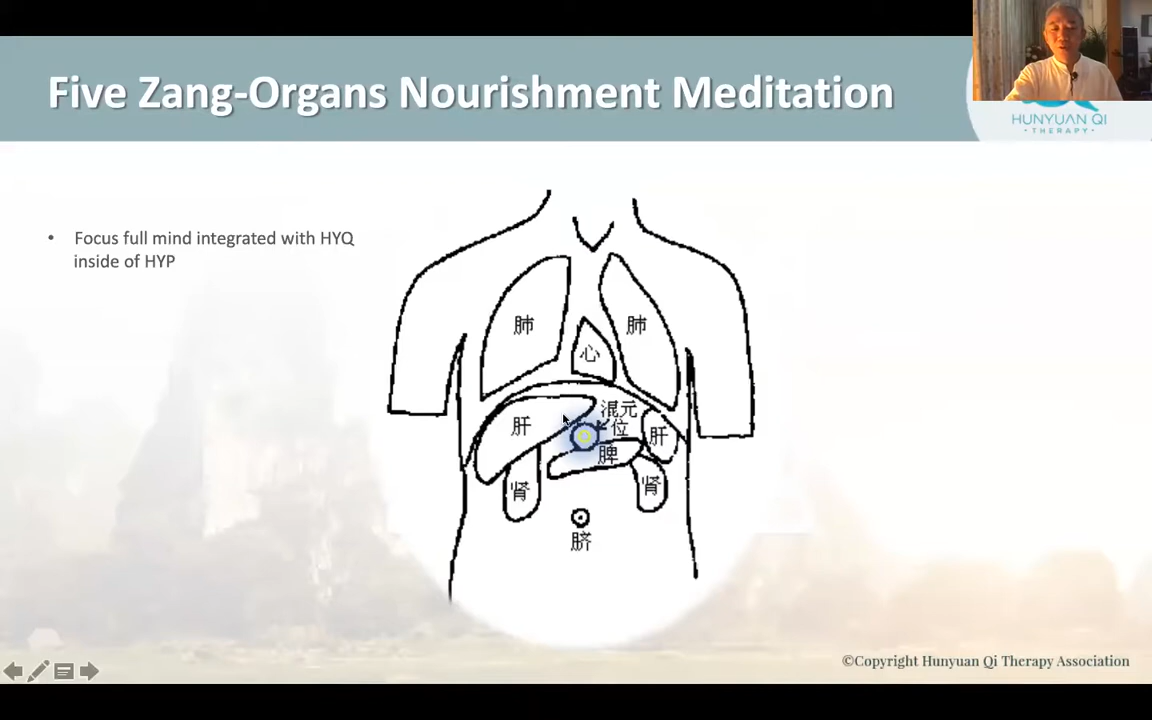 Five Zang-Organs Nourishment Meditation
HUNYUAN QI
• THERAPY •
• Focus full mind integrated with HYQ
inside of HYP
肺
肺
心
混元
位
肝
肝
脾
肾
肾
脐
©Copyright Hunyuan Qi Therapy Association